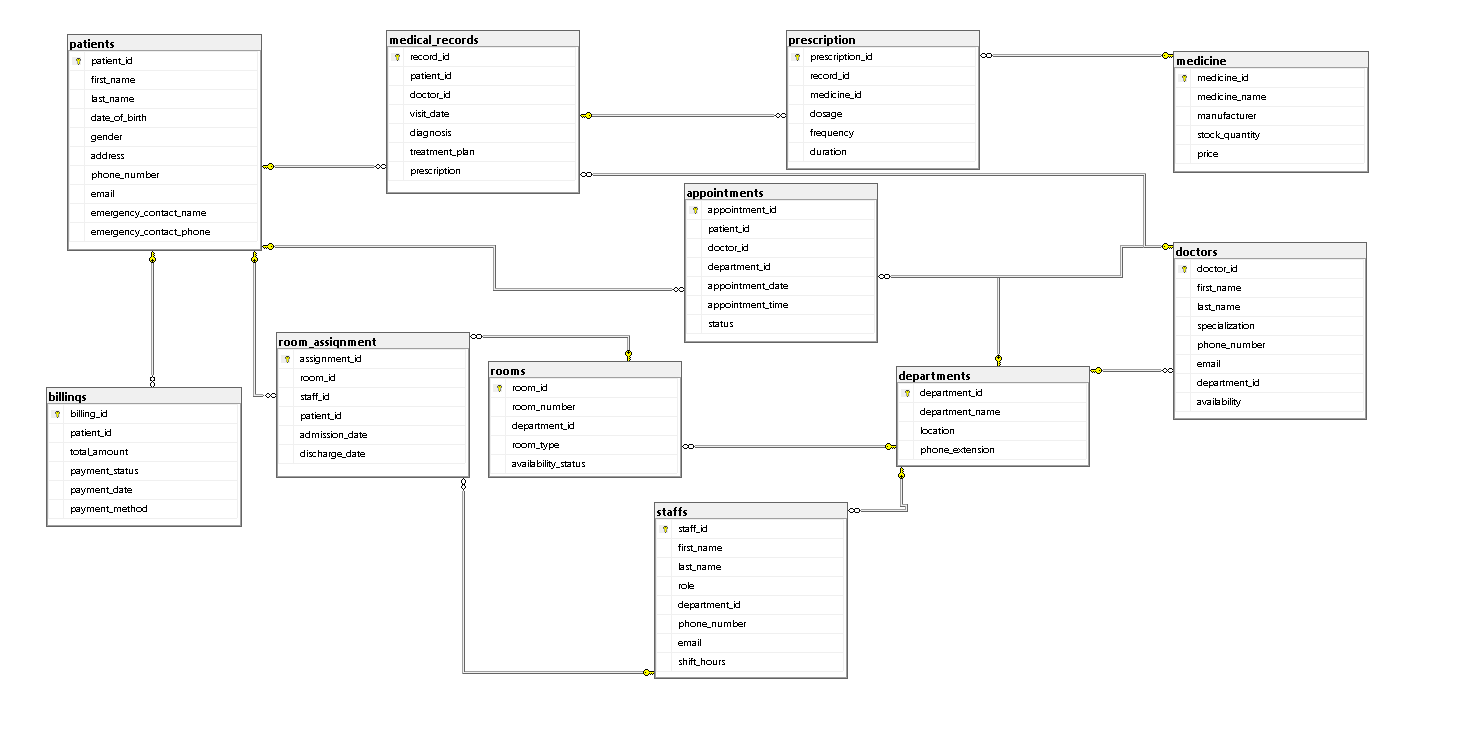 patients
patient_id
first_name
last_name
date_of_birth
gender
address
phone_number
email
emergency_contact_name
emergency_contact_phone
medical_records
record_id
patient_id
doctor_id
visit_date
diagnosis
treatment_plan
prescription
prescription
prescription_id
record_id
medicine_id
dosage
frequency
duration
medicine
medicine_id
medicine_name
manufacturer
stock_quantity
price
appointments
appointment_id
patient_id
doctor_id
department_id
appointment_date
appointment_time
status
doctors
doctor_id
first_name
last_name
specialization
phone_number
email
department_id
availability
billings
billing_id
patient_id
total_amount
payment_status
payment_date
payment_method
room_assignment
assignment_id
room_id
staff_id
patient_id
admission_date
discharge_date
rooms
room_id
room_number
department_id
room_type
availability_status
departments
department_id
department_name
location
phone_extension
staffs
staff_id
first_name
last_name
role
department_id
phone_number
email
shift_hours